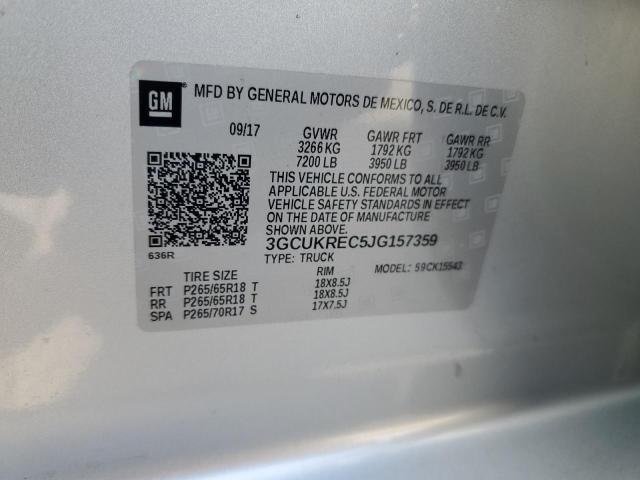 GM ® MFD BY GENERAL MOTORS DE MEXICO, S. DE R.L. DE C.V.
09/17 GVWR GAWR FRT GAWR RR
3266 KG 1792 KG 1792 KG
7200 LB 3950 LB 3950 LB
THIS VEHICLE CONFORMS TO ALL
APPLICABLE U.S. FEDERAL MOTOR
VEHICLE SAFETY STANDARDS IN EFFECT
ON THE DATE OF MANUFACTURE
SHOWN ABOVE.
636R 3GCUKREC5JG157359
TYPE: TRUCK MODEL: 59CK15543
TIRE SIZE RIM
FRT P265/65R18 T 18X8.5J
RR P265/65R18 T 18X8.5J
SPA P265/70R17 S 17X7.5J